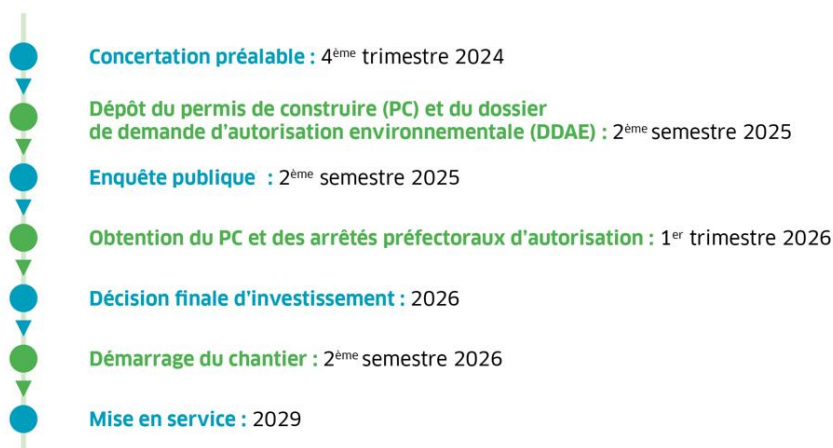 Concertation préalable : 4ème trimestre 2024
Dépôt du permis de construire (PC) et du dossier
de demande d'autorisation environnementale (DDAE) : 2ème semestre 2025
Enquête publique : 2ème semestre 2025
Obtention du PC et des arrêtés préfectoraux d'autorisation : 1er trimestre 2026
Décision finale d'investissement : 2026
Démarrage du chantier : 2ème semestre 2026
Mise en service : 2029